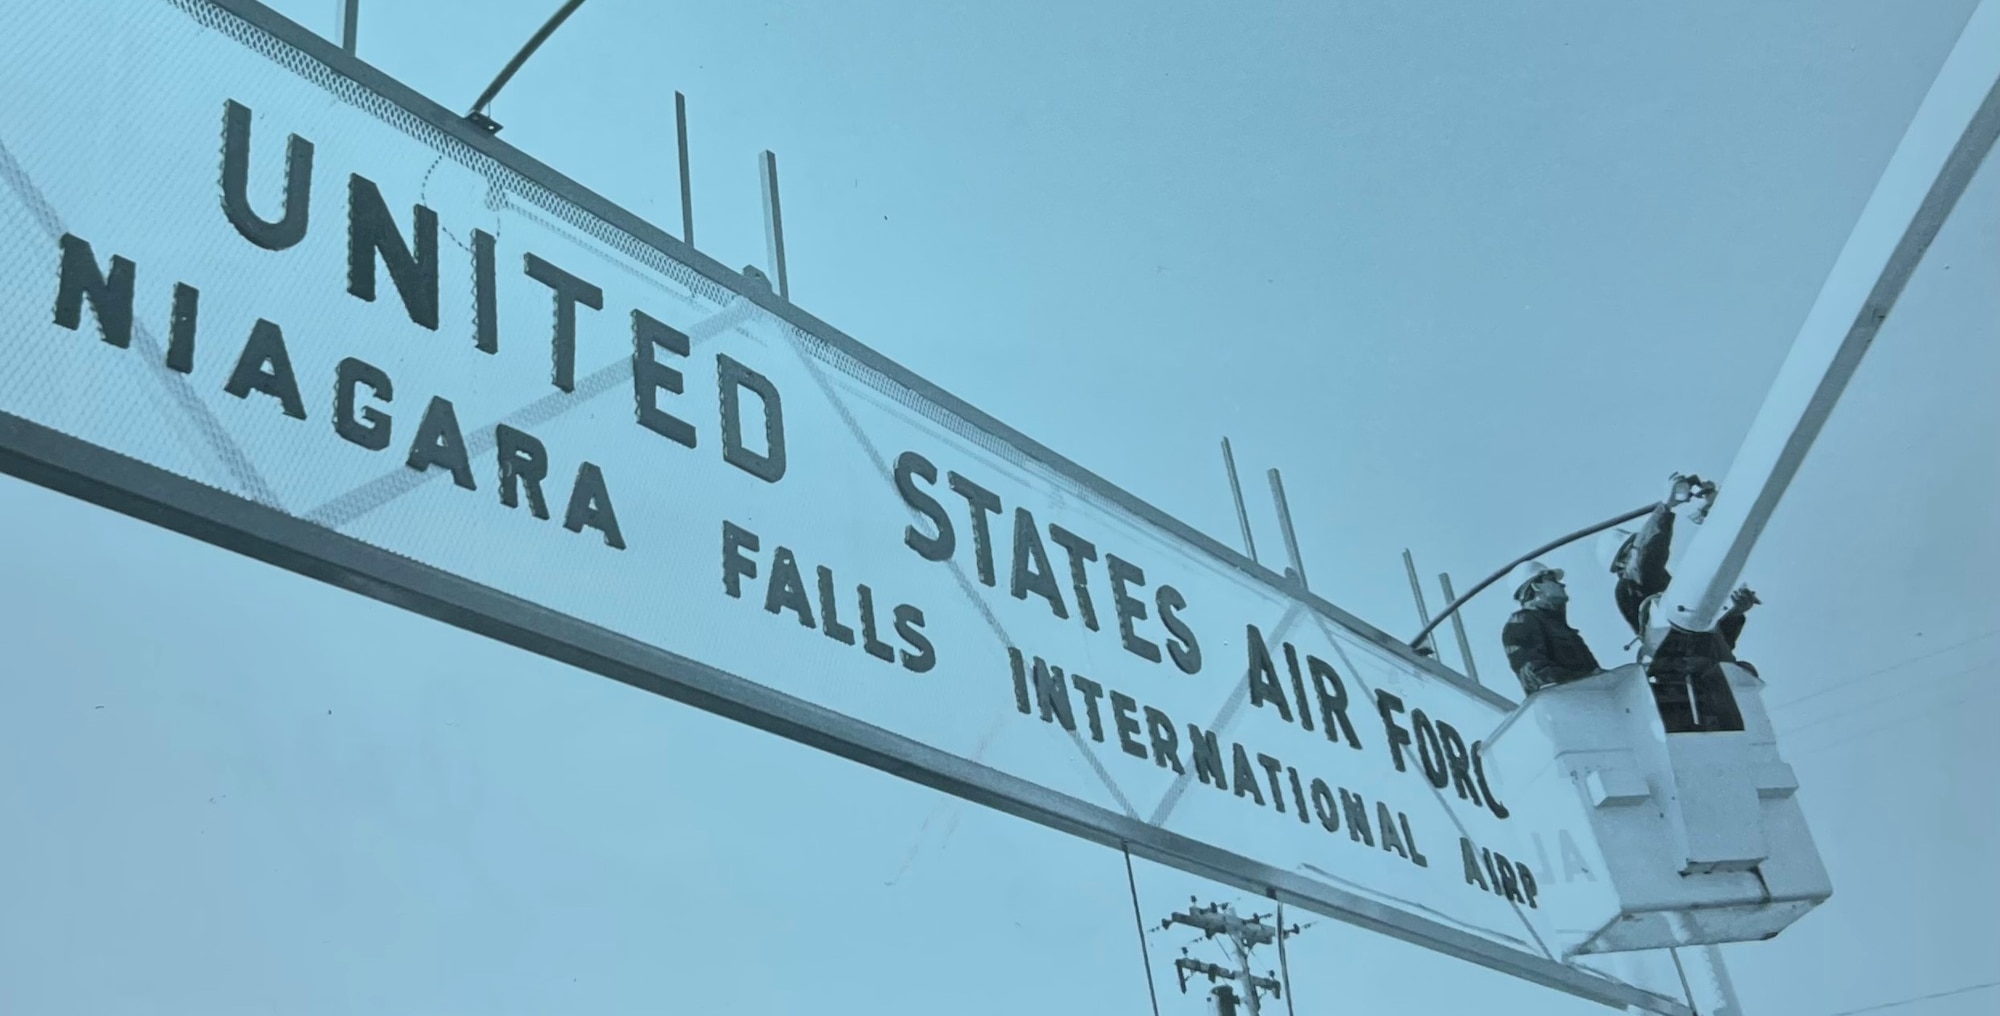 UNITED STATES AIR FORC
NIAGARA FALLS INTERNATIONAL AIRP